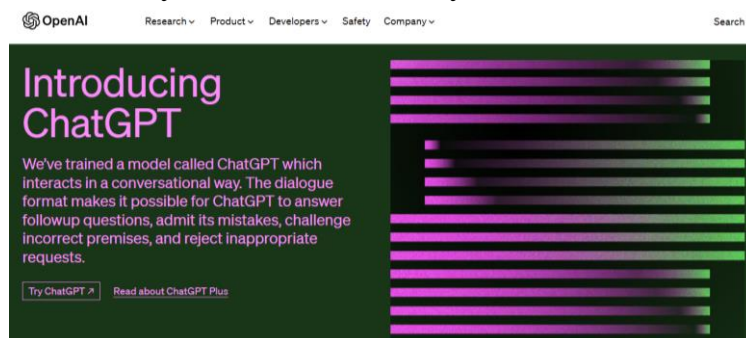 OpenAI Research Product Developers Safety Company Search
Introducing
ChatGPT
We've trained a model called ChatGPT which
interacts in a conversational way. The dialogue
format makes it possible for ChatGPT to answer
followup questions, admit its mistakes, challenge
incorrect premises, and reject inappropriate
requests.
Try ChatGPT ↗ Read about ChatGPT Plus